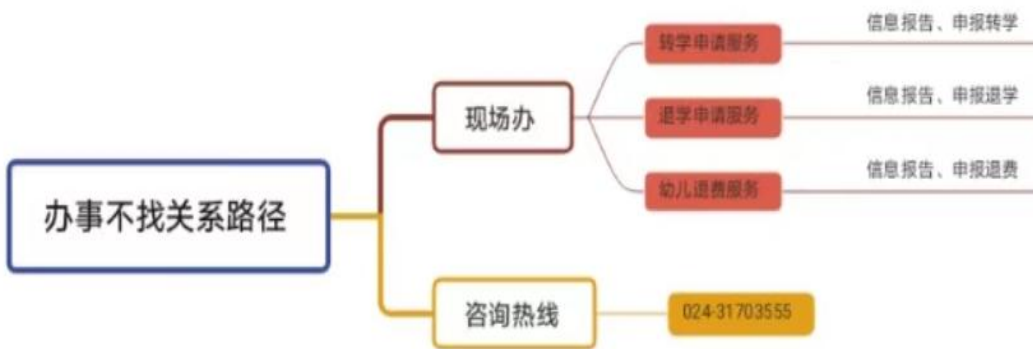 办事不找关系路径
现场办
转学申请服务
信息报告、申报转学
退学申请服务
信息报告、申报退学
幼儿退费服务
信息报告、申报退费
咨询热线
024-31703555